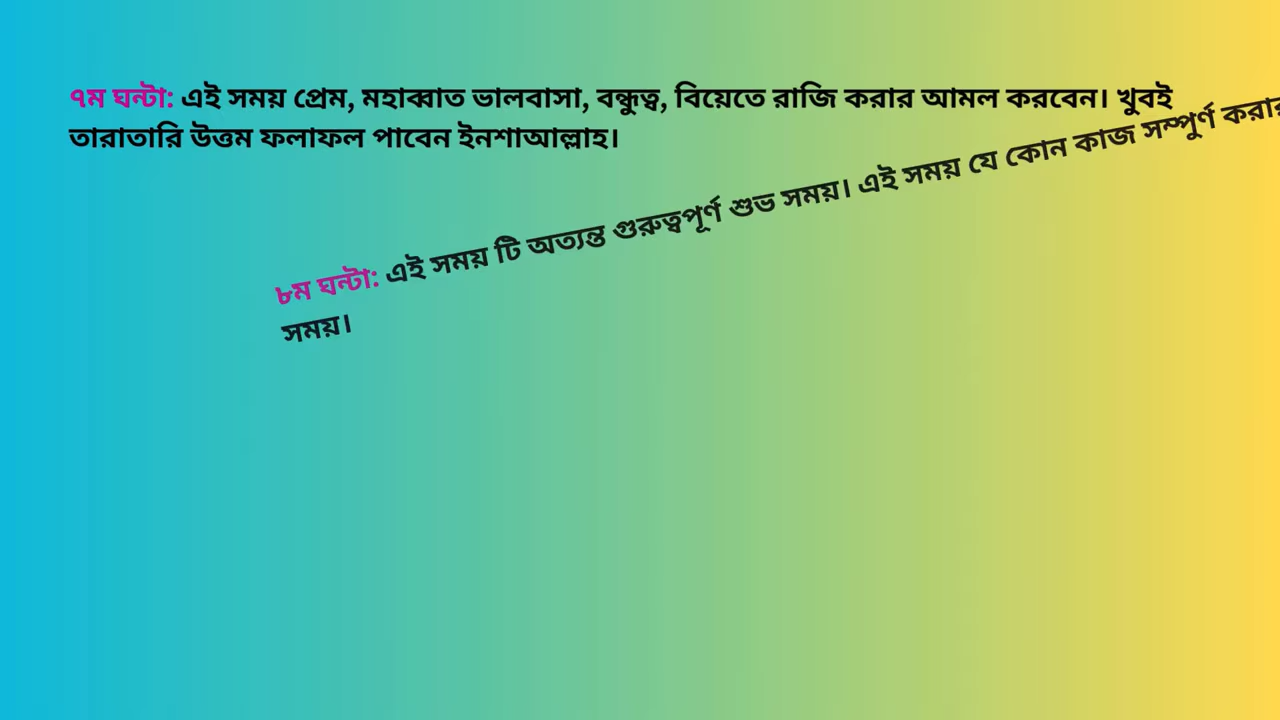 ৭ম ঘন্টা: এই সময় প্রেম, মহাব্বাত ভালবাসা, বন্ধুত্ব, বিয়েতে রাজি করার আমল করবেন। খুবই
তারাতারি উত্তম ফলাফল পাবেন ইনশাআল্লাহ।
৮ম ঘন্টা: এই সময় টি অত্যন্ত গুরুত্বপূর্ণ শুভ সময়। এই সময় যে কোন কাজ সম্পুর্ণ করার
সময়।